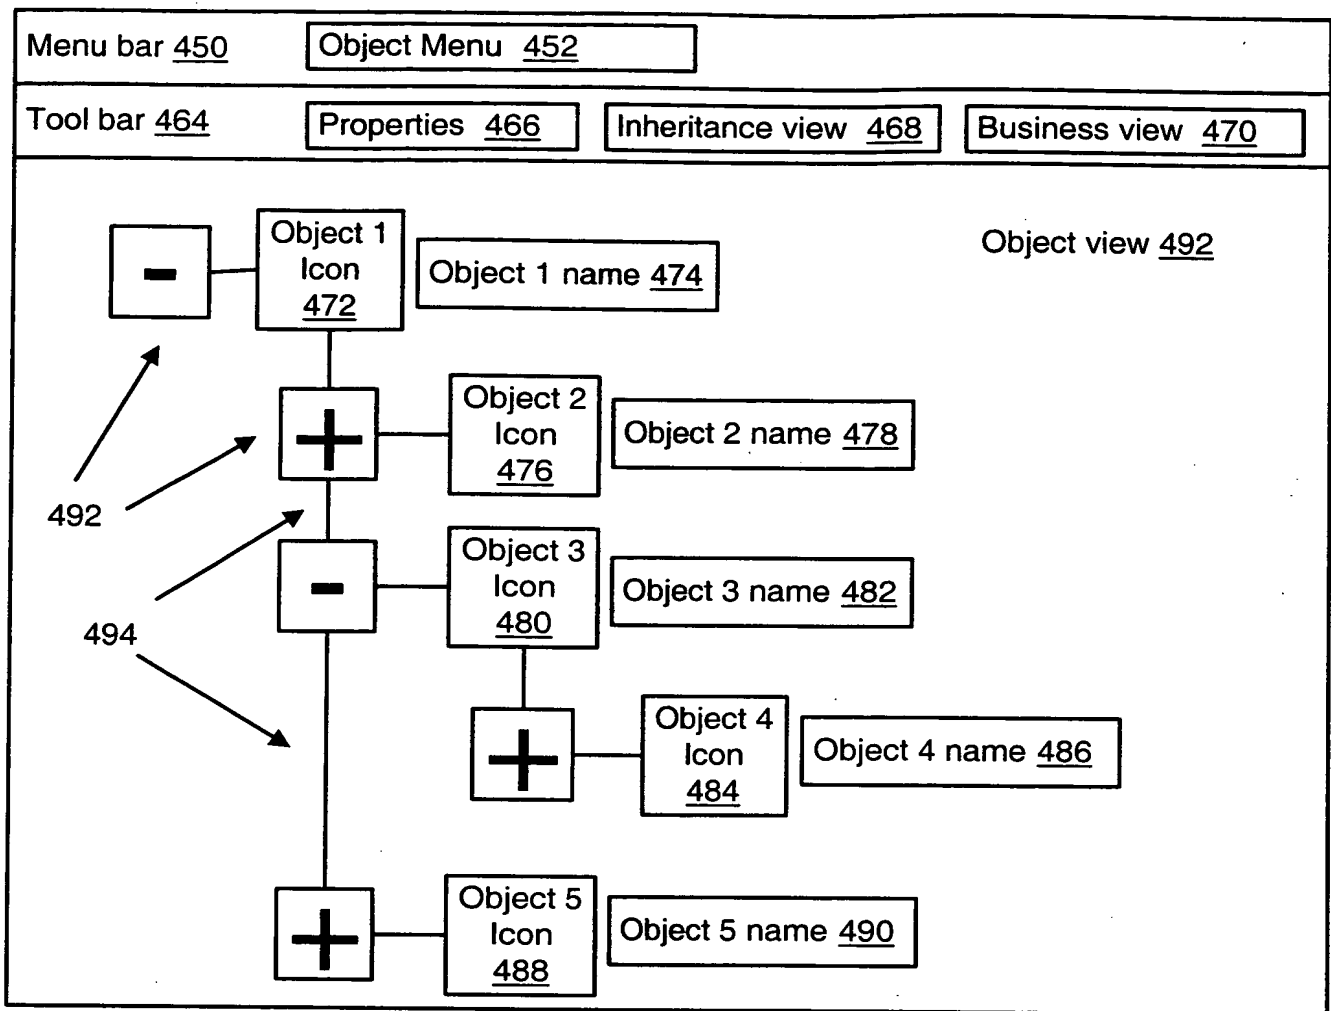 Menu bar 450
Object Menu 452
Tool bar 464
Properties 466
Inheritance view 468
Business view 470
Object view 492
-
Object 1
Icon
472
Object 1 name 474
+
Object 2
Icon
476
Object 2 name 478
492
-
Object 3
Icon
480
Object 3 name 482
494
+
Object 4
Icon
484
Object 4 name 486
+
Object 5
Icon
488
Object 5 name 490